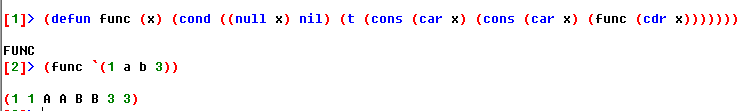 [1]> (defun func (x) (cond ((null x) nil) (t (cons (car x) (cons (car x) (func (cdr x)))))))
FUNC
[2]> (func `(1 a b 3))
(1 1 A A B B 3 3)